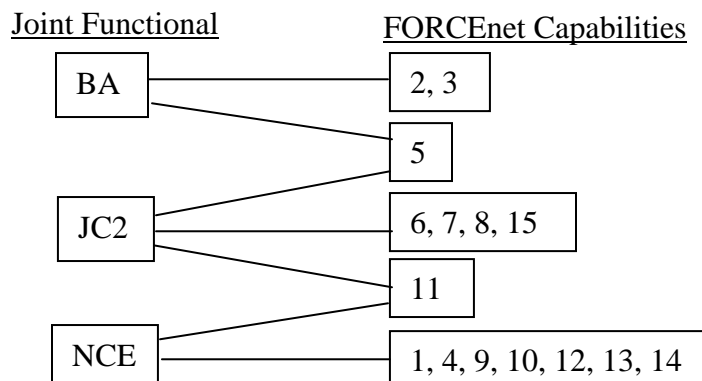 Joint Functional
FORCEnet Capabilities
BA
2, 3
5
JC2
6, 7, 8, 15
11
NCE
1, 4, 9, 10, 12, 13, 14